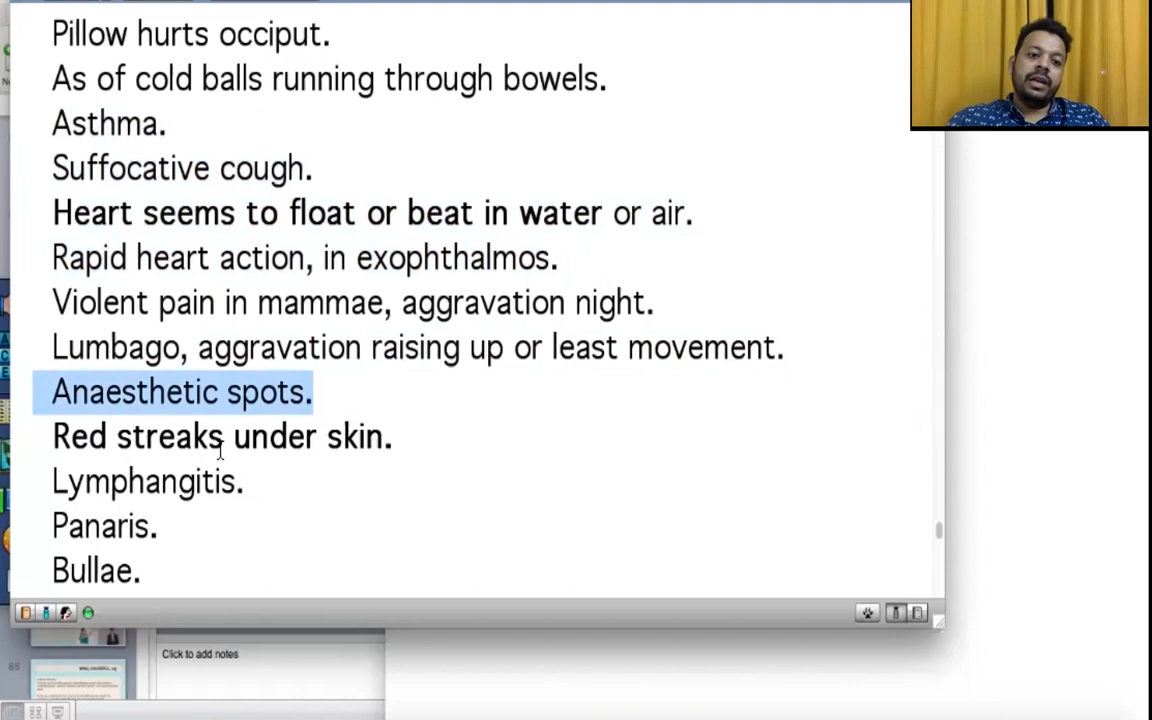 Pillow hurts occiput.
As of cold balls running through bowels.
Asthma.
Suffocative cough.
Heart seems to float or beat in water or air.
Rapid heart action, in exophthalmos.
Violent pain in mammae, aggravation night.
Lumbago, aggravation raising up or least movement.
Anaesthetic spots.
Red streaks under skin.
Lymphangitis.
Panaris.
Bullae.
Click to add notes
65